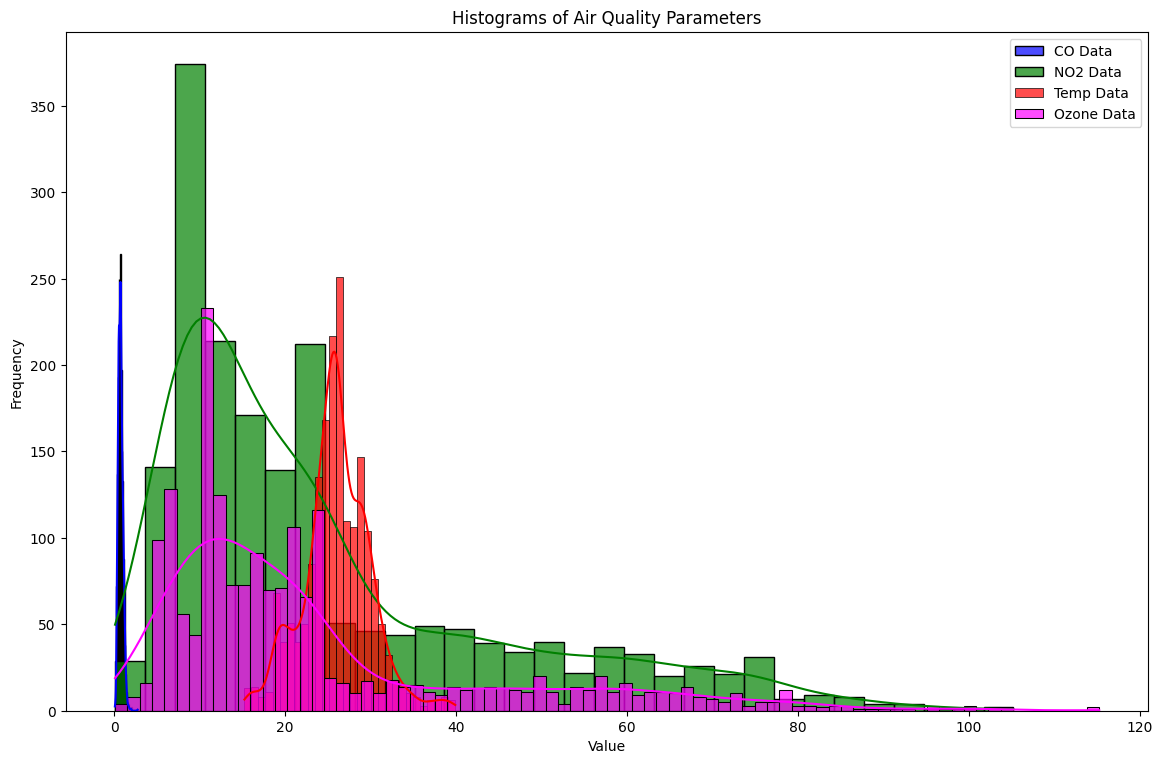 Histograms of Air Quality Parameters
CO Data
NO2 Data
Temp Data
Ozone Data
Frequency
350
300
250
200
150
100
50
0
0 20 40 60 80 100 120
Value